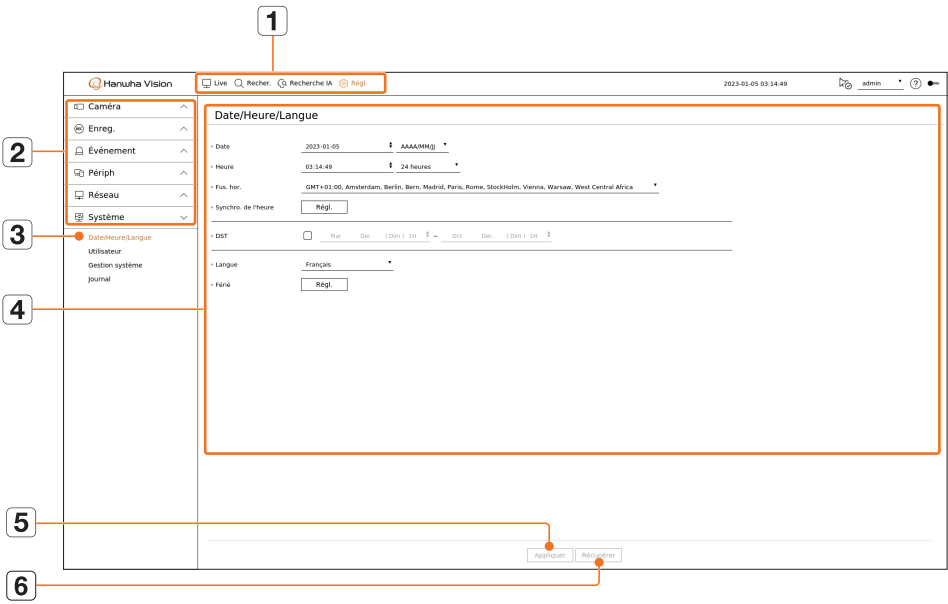 1
Hanwha Vision
Live Recher. Recherche IA Régl.
2023-01-05 03:14:49
admin
?
2
Caméra
REC Enreg.
Événement
Périph
Réseau
Système
3
Date/Heure/Langue
Utilisateur
Gestion système
Journal
4
Date/Heure/Langue
Date 2023-01-05 AAAA/MM/JJ
Heure 03:14:49 24 heures
Fus. hor. GMT+01:00, Amsterdam, Berlin, Bern, Madrid, Paris, Rome, StockHolm, Vienna, Warsaw, West Central Africa
Synchro. de l'heure Régl.
DST Mar Der. (Dim) 1H – Oct Der. (Dim) 1H
Langue Français
Férié Régl.
5
Appliquer Récupérer
6